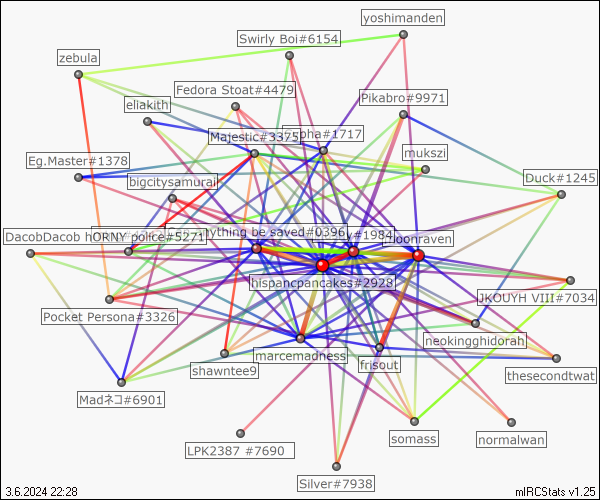 yoshimanden
Swirly Boi#6154
zebula
Fedora Stoat#4479
Pikabro#9971
eliakith
Majestic#3375
pha#1717
mukszi
Eg.Master#1378
bigcitysamurai
Duck#1245
DacobDacob
hORNY police#5271
nything be saved#0396
#1984
moonraven
hispancpancakes#2928
JKOUYH VIII#7034
Pocket Persona#3326
neokingghidorah
marcemadness
frisout
shawntee9
thesecondtwat
Madネコ#6901
somass
normalwan
LPK2387 #7690
Silver#7938
3.6.2024 22:28
mIRCStats v1.25